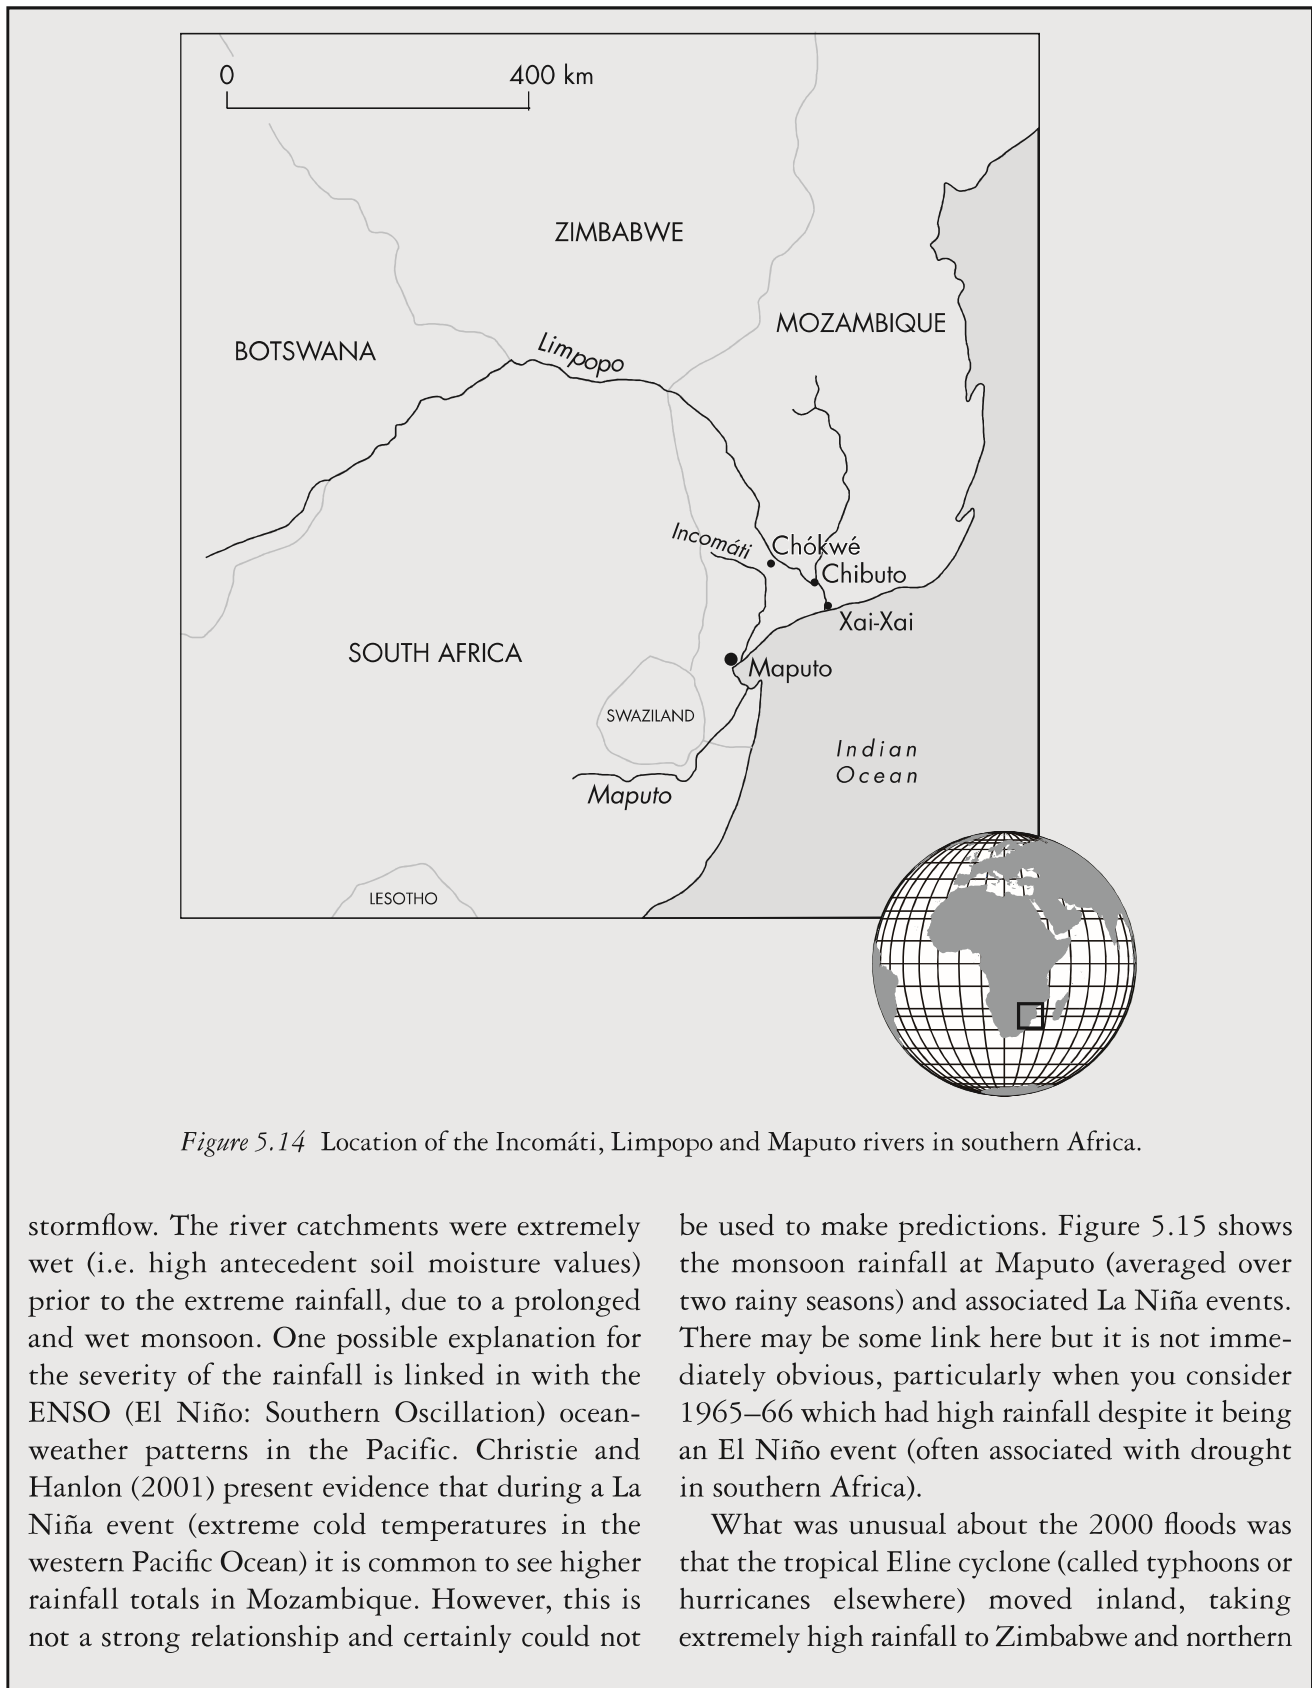 0 400 km
ZIMBABWE
MOZAMBIQUE
BOTSWANA
Limpopo
Incomáti
Chókwé
Chibuto
Xai-Xai
SOUTH AFRICA
Maputo
SWAZILAND
Indian
Ocean
Maputo
LESOTHO
Figure 5.14 Location of the Incomáti, Limpopo and Maputo rivers in southern Africa.
stormflow. The river catchments were extremely
wet (i.e. high antecedent soil moisture values)
prior to the extreme rainfall, due to a prolonged
and wet monsoon. One possible explanation for
the severity of the rainfall is linked in with the
ENSO (El Niño: Southern Oscillation) ocean-
weather patterns in the Pacific. Christie and
Hanlon (2001) present evidence that during a La
Niña event (extreme cold temperatures in the
western Pacific Ocean) it is common to see higher
rainfall totals in Mozambique. However, this is
not a strong relationship and certainly could not
be used to make predictions. Figure 5.15 shows
the monsoon rainfall at Maputo (averaged over
two rainy seasons) and associated La Niña events.
There may be some link here but it is not imme-
diately obvious, particularly when you consider
1965–66 which had high rainfall despite it being
an El Niño event (often associated with drought
in southern Africa).
What was unusual about the 2000 floods was
that the tropical Eline cyclone (called typhoons or
hurricanes elsewhere) moved inland, taking
extremely high rainfall to Zimbabwe and northern